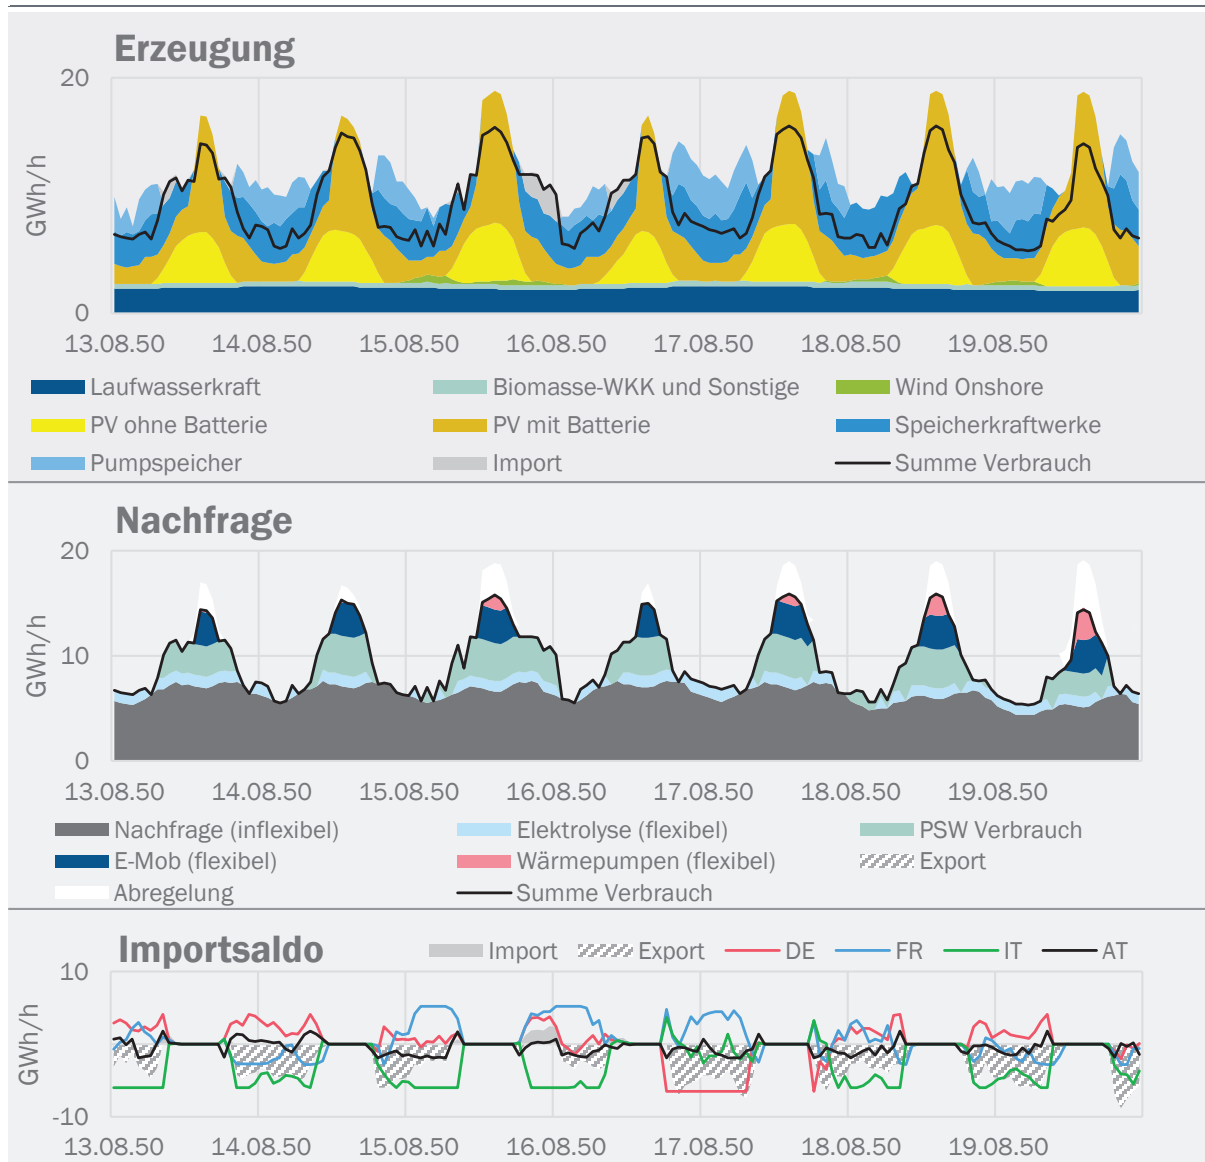 Erzeugung
20
GWh/h
0
13.08.50 14.08.50 15.08.50 16.08.50 17.08.50 18.08.50 19.08.50
Laufwasserkraft Biomasse-WKK und Sonstige Wind Onshore
PV ohne Batterie PV mit Batterie Speicherkraftwerke
Pumpspeicher Import Summe Verbrauch
Nachfrage
20
GWh/h
10
0
13.08.50 14.08.50 15.08.50 16.08.50 17.08.50 18.08.50 19.08.50
Nachfrage (inflexibel) Elektrolyse (flexibel) PSW Verbrauch
E-Mob (flexibel) Wärmepumpen (flexibel) Export
Abregelung Summe Verbrauch
Importsaldo Import Export DE FR IT AT
10
GWh/h
-10
13.08.50 14.08.50 15.08.50 16.08.50 17.08.50 18.08.50 19.08.50